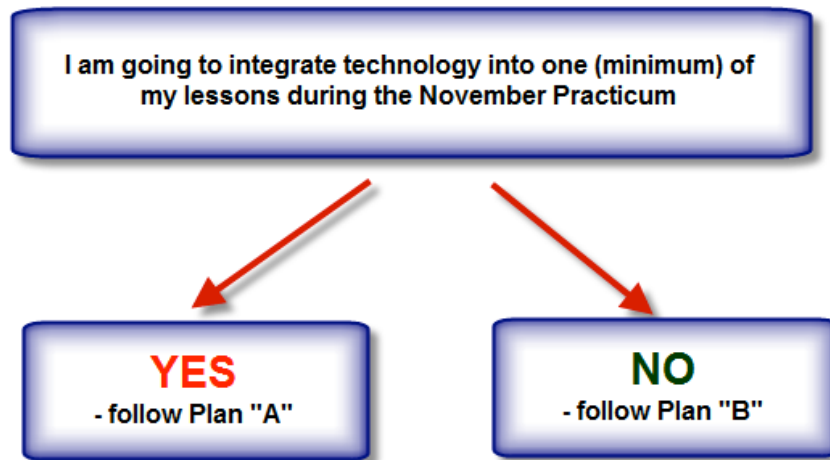 I am going to integrate technology into one (minimum) of
my lessons during the November Practicum
YES
- follow Plan "A"
NO
- follow Plan "B"